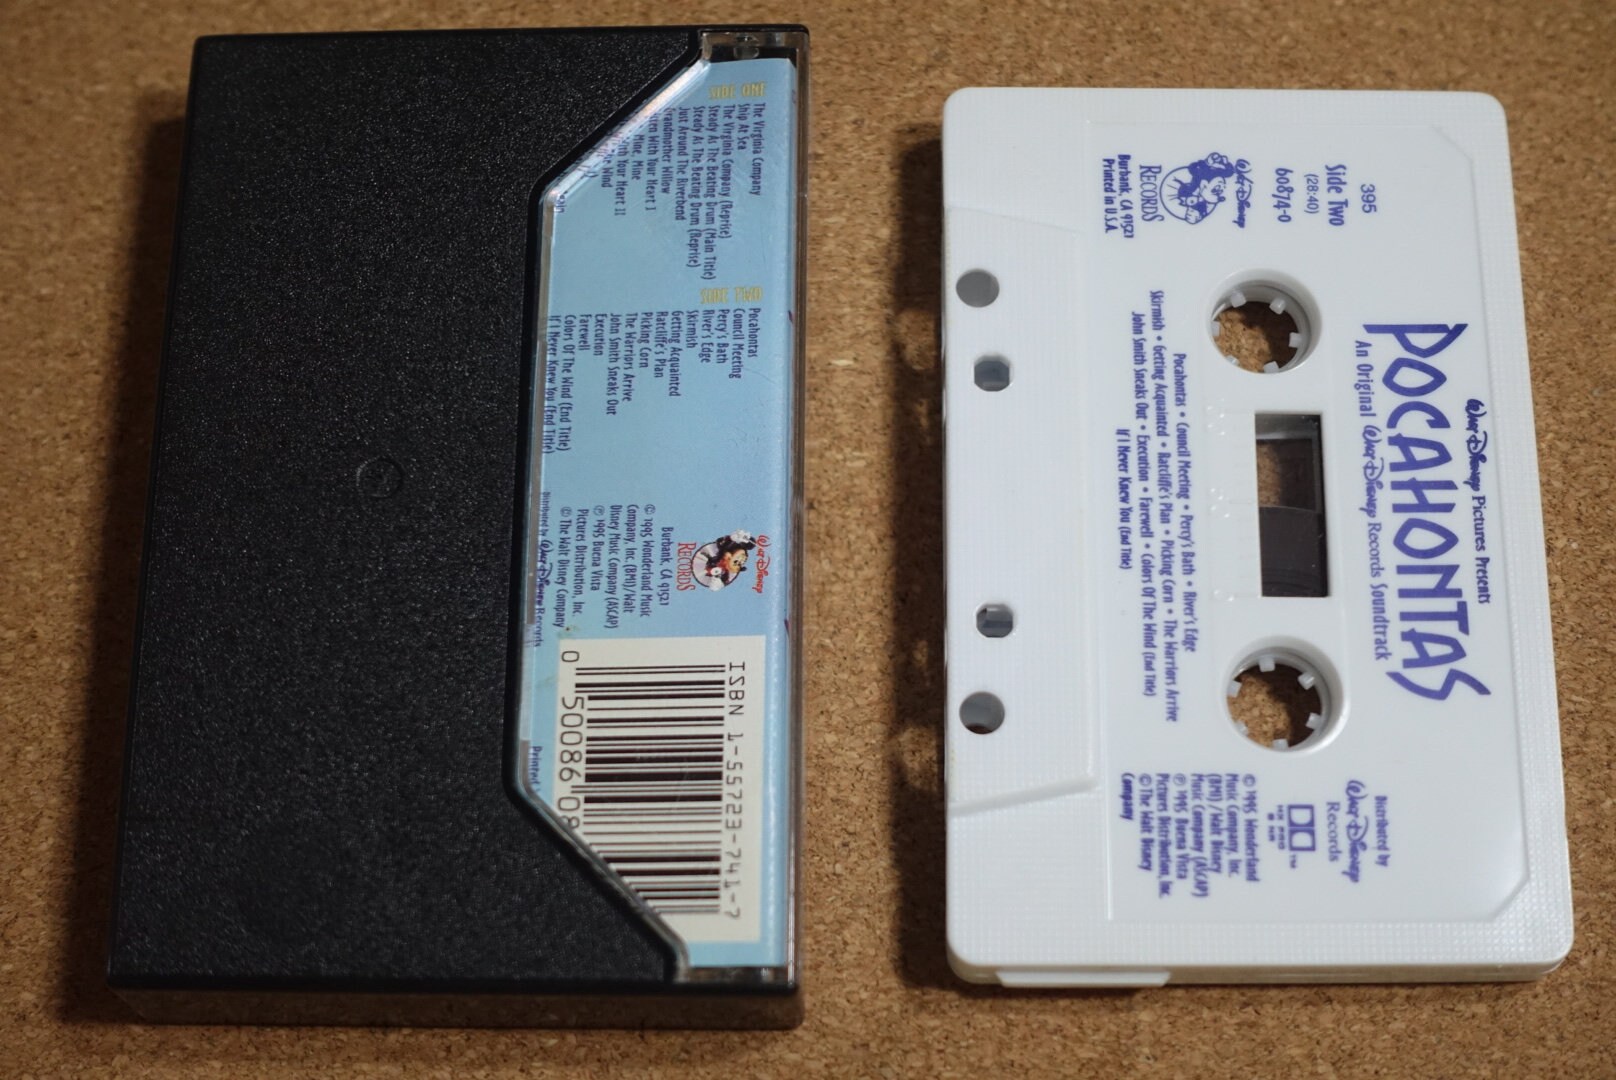 SIDE ONE
The Virginia Company
Ship At Sea
The Virginia Company (Reprise)
Steady As The Beating Drum (Main Title)
Steady As The Beating Drum (Reprise)
Just Around The Riverbend
Grandmother Willow
With Your Heart I
Mine, Mine
With Your Heart II
Wind
SIDE TWO
Pocahontas
Council Meeting
Percy's Bath
River's Edge
Skirmish
Getting Acquainted
Ratcliffe's Plan
Picking Corn
The Warriors Arrive
John Smith Sneaks Out
Execution
Farewell
Colors Of The Wind (End Title)
If I Never Knew You (End Title)
Walt Disney
RECORDS
Burbank, CA 91521
© 1995 Wonderland Music
Company, Inc. (BMI)/Walt
Disney Music Company (ASCAP)
℗ 1995 Buena Vista
Pictures Distribution, Inc.
© The Walt Disney Company
Distributed by Walt Disney Records
Printed
ISBN 1-55723-741-7
0 50086 08
395
Side Two
(28:40)
60874-0
Walt Disney
RECORDS
Burbank, CA 91521
Printed in U.S.A.
Walt Disney Pictures Presents
POCAHONTAS
An Original Walt Disney Records Soundtrack
Pocahontas • Council Meeting • Percy's Bath • River's Edge
Skirmish • Getting Acquainted • Ratcliffe's Plan • Picking Corn • The Warriors Arrive
John Smith Sneaks Out • Execution • Farewell • Colors Of The Wind (End Title)
If I Never Knew You (End Title)
Distributed by
Walt Disney
Records
© 1995 Wonderland
Music Company, Inc.
(BMI) / Walt Disney
Music Company (ASCAP)
℗ 1995 Buena Vista
Pictures Distribution, Inc.
© The Walt Disney
Company